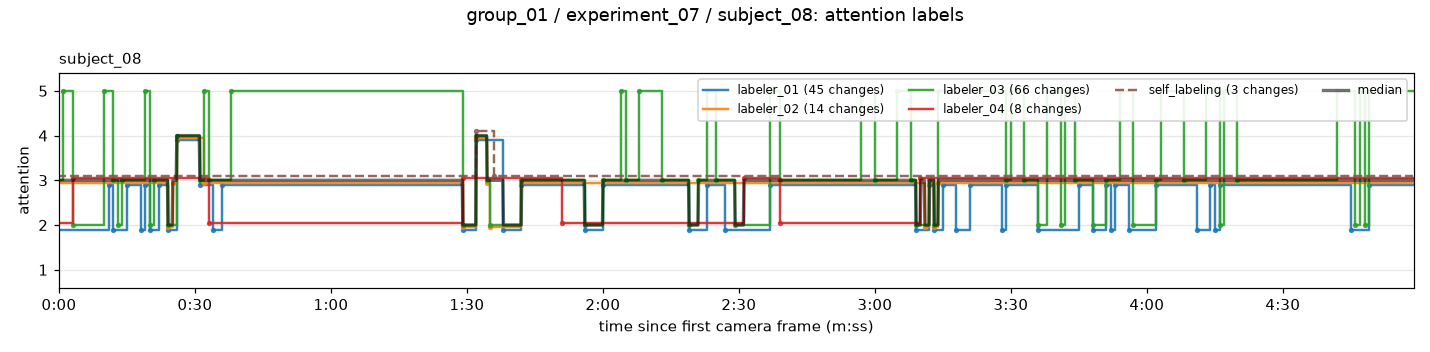 group_01 / experiment_07 / subject_08: attention labels
subject_08
labeler_01 (45 changes)
labeler_02 (14 changes)
labeler_03 (66 changes)
labeler_04 (8 changes)
self_labeling (3 changes)
median
attention
5
4
3
2
1
0:00 0:30 1:00 1:30 2:00 2:30 3:00 3:30 4:00 4:30
time since first camera frame (m:ss)